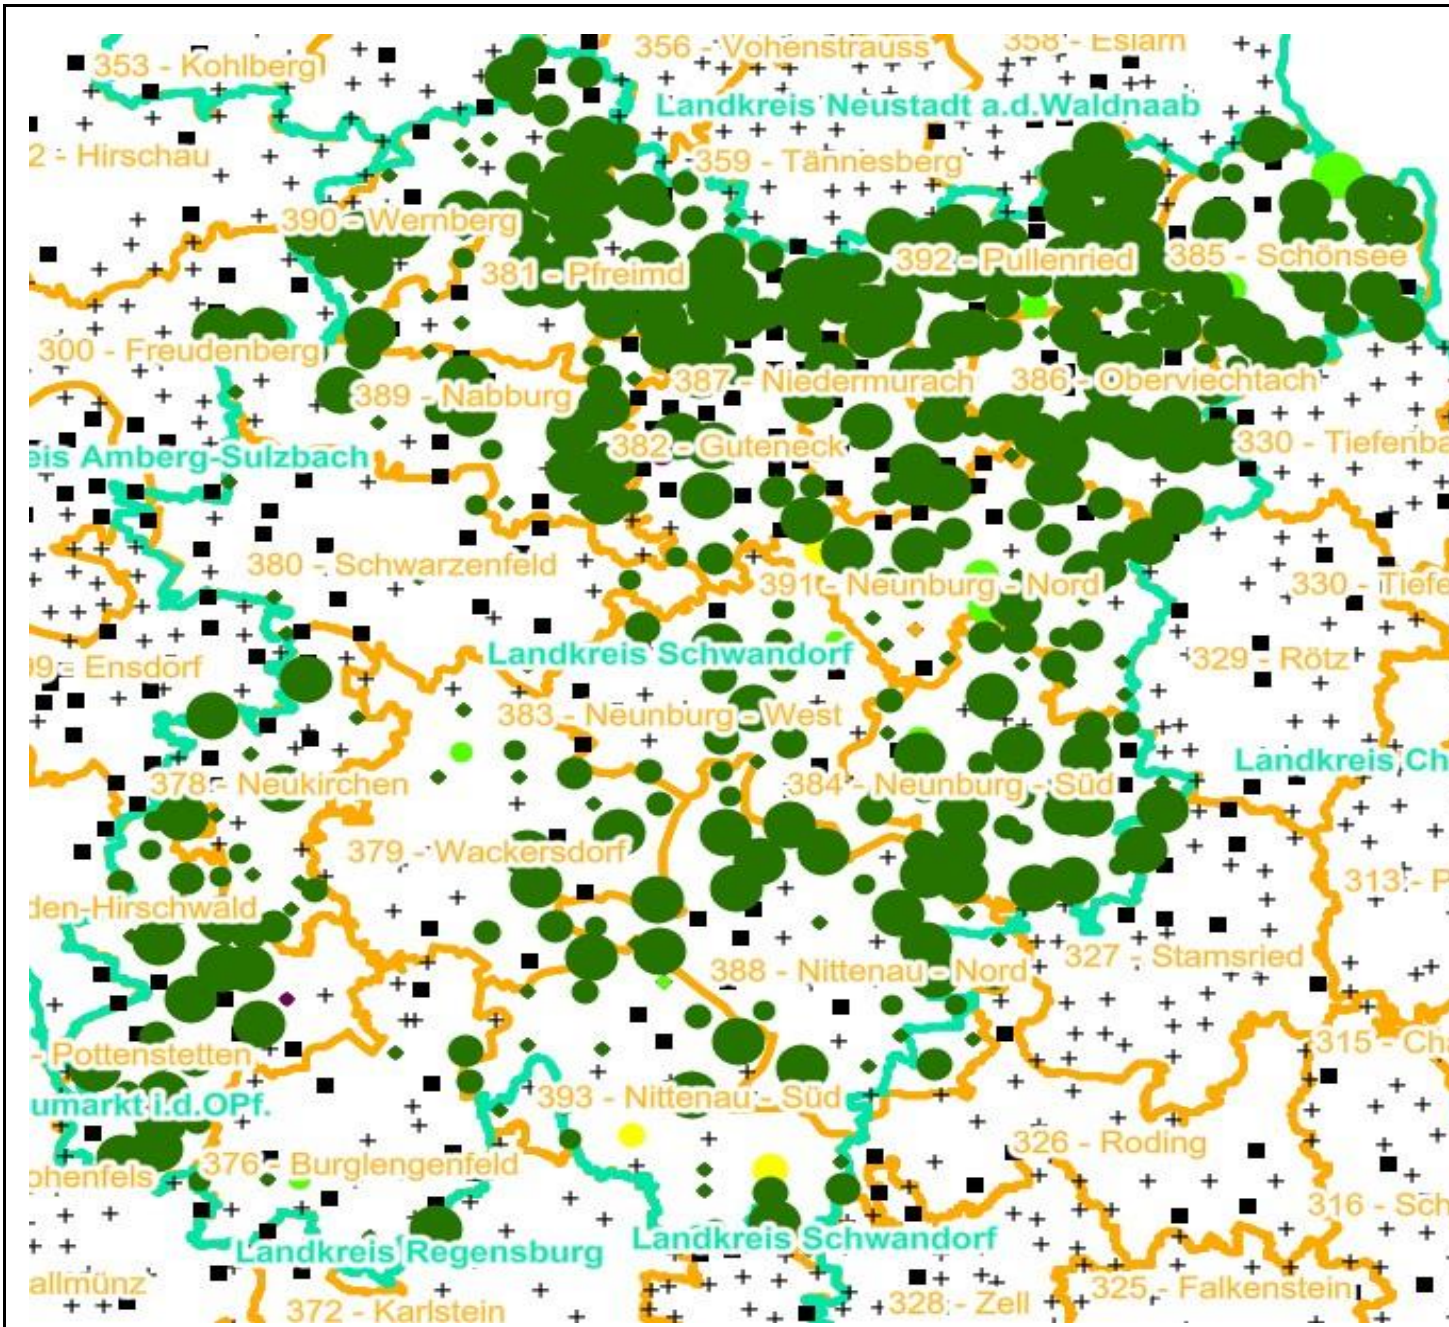 356 - Vohenstrauss
358 - Eslarn
353 - Kohlberg
Landkreis Neustadt a.d.Waldnaab
2 - Hirschau
359 - Tännesberg
390 - Wernberg
392 - Pullenried
385 - Schönsee
381 - Pfreimd
300 - Freudenberg
387 - Niedermurach
386 - Oberviechtach
389 - Nabburg
382 - Guteneck
330 - Tiefenba
eis Amberg-Sulzbach
380 - Schwarzenfeld
391 - Neunburg - Nord
330 - Tiefe
Landkreis Schwandorf
329 - Rötz
99 - Ensdorf
383 - Neunburg - West
Landkreis Ch
378 - Neukirchen
384 - Neunburg - Süd
379 - Wackersdorf
313 - P
den-Hirschwald
388 - Nittenau - Nord
327 - Stamsried
- Pottenstetten
315 - Cha
393 - Nittenau - Süd
umarkt i.d.OPf.
326 - Roding
376 - Burglengenfeld
ohenfels
316 - Sch
Landkreis Regensburg
Landkreis Schwandorf
allmünz
325 - Falkenstein
372 - Karlstein
328 - Zell